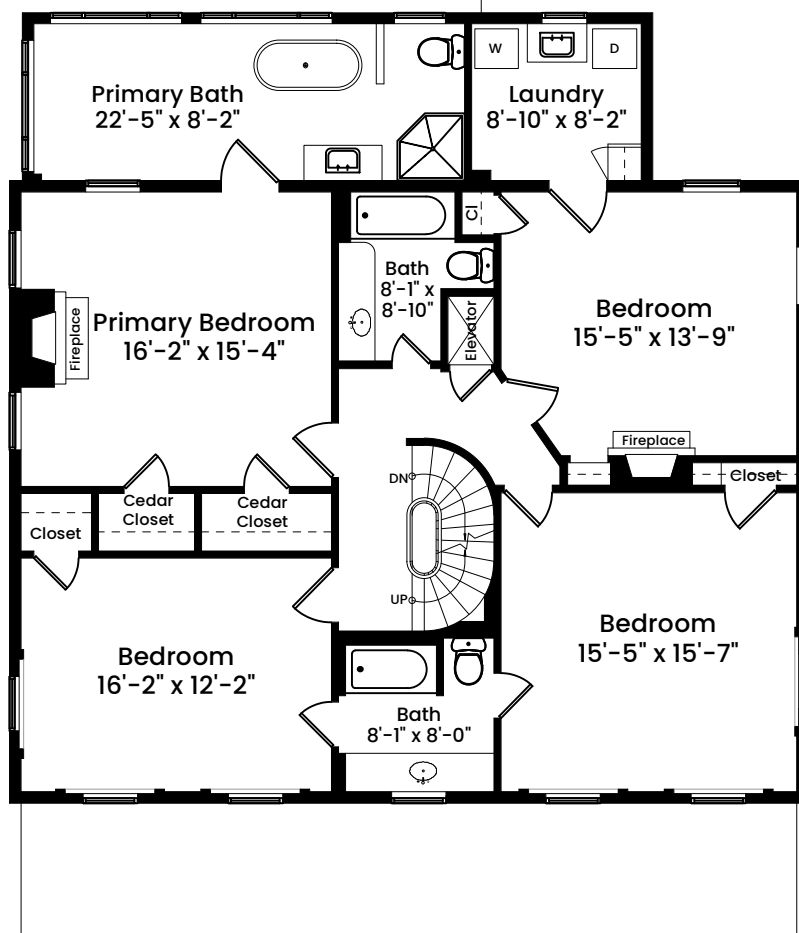 W
D
Primary Bath
22'-5" x 8'-2"
Laundry
8'-10" x 8'-2"
Cl
Bath
8'-1" x
8'-10"
Elevator
Fireplace
Primary Bedroom
16'-2" x 15'-4"
Bedroom
15'-5" x 13'-9"
Fireplace
Closet
DN
Cedar
Closet
Cedar
Closet
Closet
UP
Bedroom
16'-2" x 12'-2"
Bedroom
15'-5" x 15'-7"
Bath
8'-1" x 8'-0"